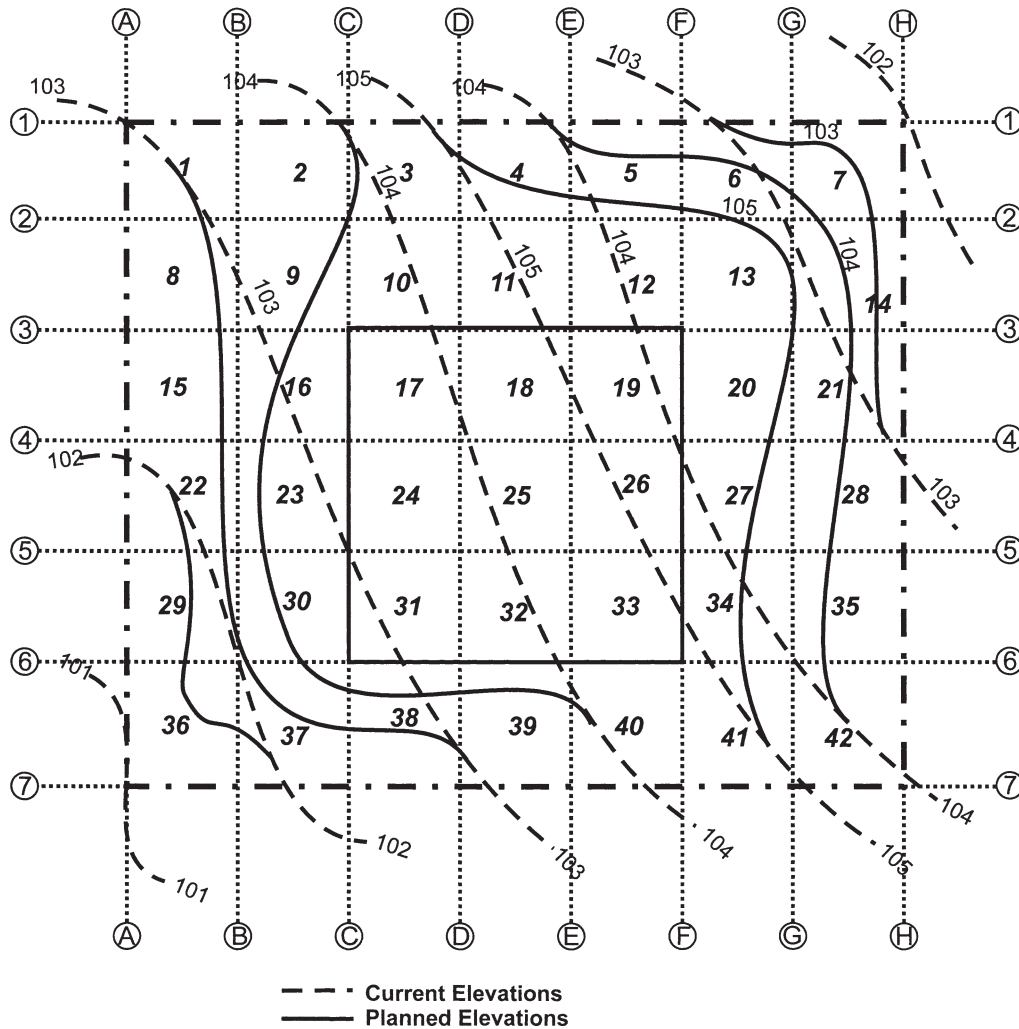 A B C D E F G H
103 104 105 104 103 102
1 103 1
1 2 3 4 5 6 7
104
2 105 2
8 9 10 11 12 13 14
103 105 104 104
3 3
15 16 17 18 19 20 21
4 4
102 22 23 24 25 26 27 28
103
5 5
29 30 31 32 33 34 35
101 6 6
36 37 38 39 40 41 42
7 7
104
102 103 104 105
101
A B C D E F G H
Current Elevations
Planned Elevations